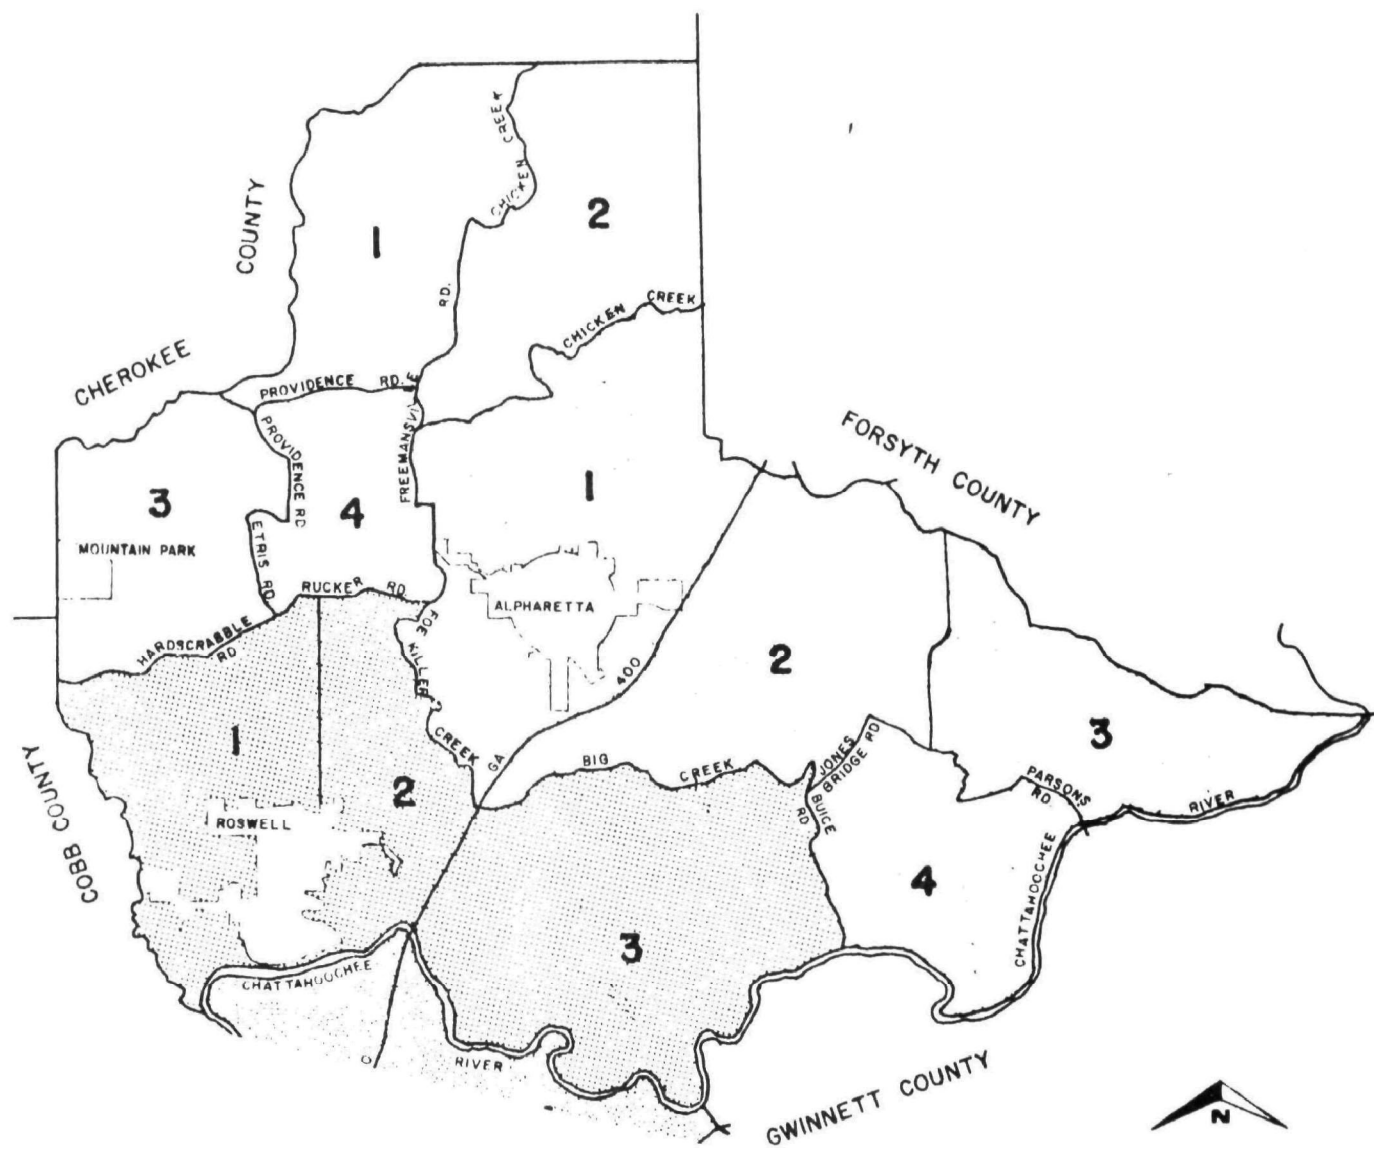 CHICKEN CREEK
COUNTY
1
2
RD.
CHICKEN CREEK
CHEROKEE
PROVIDENCE RD.
FREEMANSVILLE
PROVIDENCE RD
FORSYTH COUNTY
3
4
1
MOUNTAIN PARK
ETRIS RD.
RUCKER RD
ALPHARETTA
HARDSCRABBLE
RD
FOE KILLER
CREEK
GA
400
2
1
2
BIG
CREEK
JONES
BRIDGE RD
BUICE
RD
3
PARSONS
RD.
RIVER
COBB COUNTY
ROSWELL
4
CHATTAHOOCHEE
3
CHATTAHOOCHEE
RIVER
GWINNETT COUNTY
N